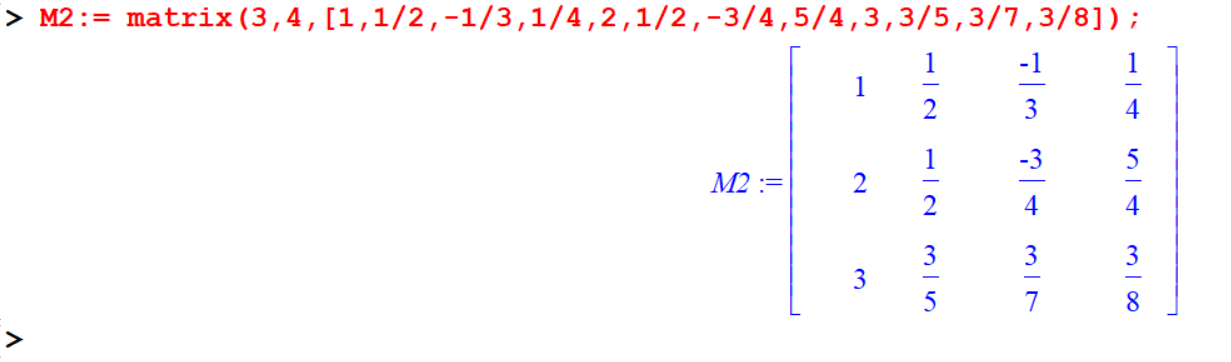 > M2:= matrix(3,4,[1,1/2,-1/3,1/4,2,1/2,-3/4,5/4,3,3/5,3/7,3/8]);
1 1/2 -1/3 1/4
M2 := 2 1/2 -3/4 5/4
3 3/5 3/7 3/8
>